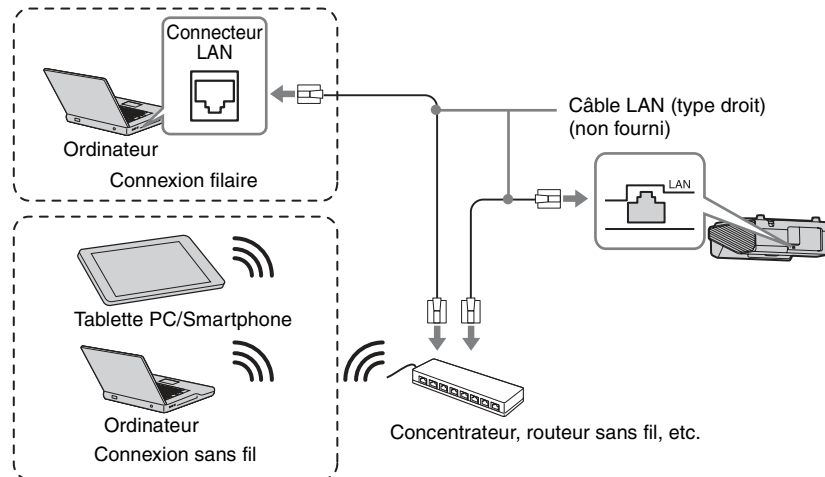 Connecteur
LAN
Ordinateur
Connexion filaire
Câble LAN (type droit)
(non fourni)
LAN
Tablette PC/Smartphone
Ordinateur
Connexion sans fil
Concentrateur, routeur sans fil, etc.